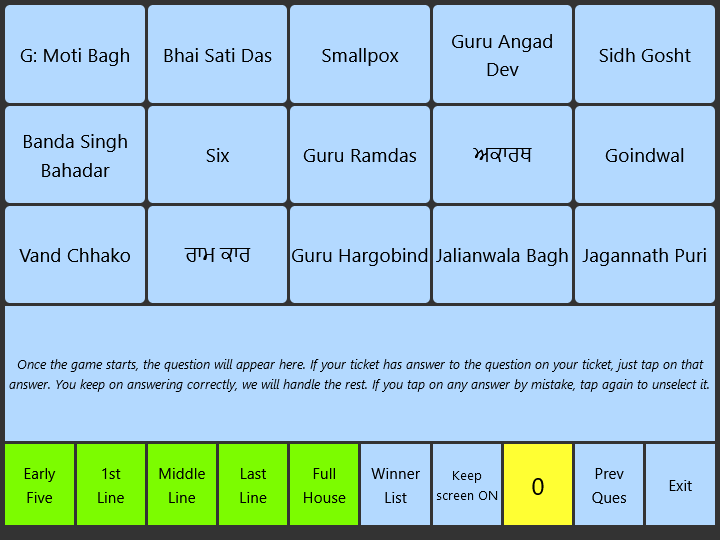 G: Moti Bagh
Bhai Sati Das
Smallpox
Guru Angad
Dev
Sidh Gosht
Banda Singh
Bahadar
Six
Guru Ramdas
ਅਕਾਰਥ
Goindwal
Vand Chhako
ਰਾਮ ਕਾਰ
Guru Hargobind
Jalianwala Bagh
Jagannath Puri
Once the game starts, the question will appear here. If your ticket has answer to the question on your ticket, just tap on that
answer. You keep on answering correctly, we will handle the rest. If you tap on any answer by mistake, tap again to unselect it.
Early
Five
1st
Line
Middle
Line
Last
Line
Full
House
Winner
List
Keep
screen ON
0
Prev
Ques
Exit